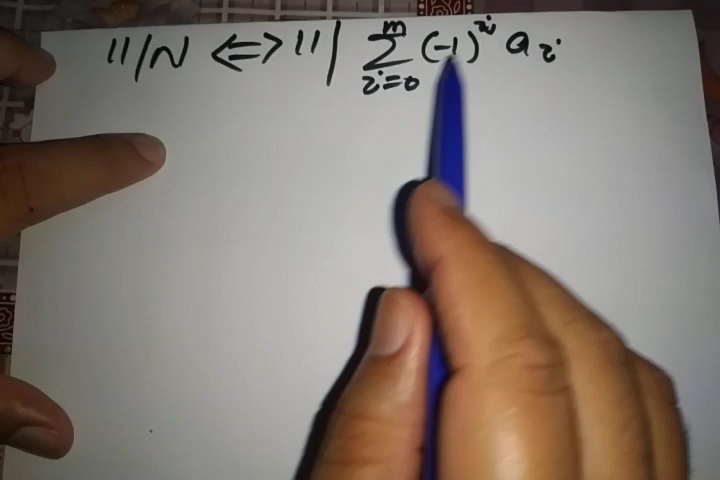 11/N <=> 11 | m∑i=0 (-1)^i a_i